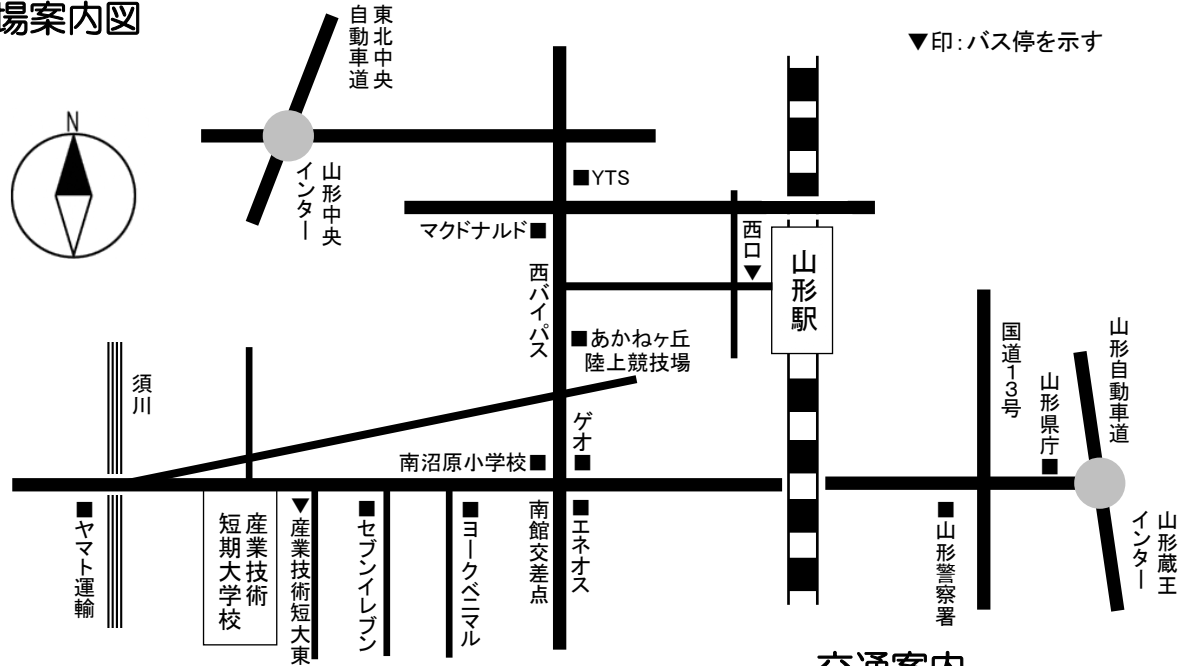 場案内図
▼印：バス停を示す
東北中央
自動車道
N
山形中央
インター
■YTS
マクドナルド■
西口▼
山形駅
西バイパス
■あかねヶ丘
陸上競技場
国道13号
山形自動車道
山形県庁■
須川
ゲオ■
南沼原小学校■
■ヤマト運輸
産業技術
短期大学校
▼産業技術短大東
■セブンイレブン
■ヨークベニマル
南館交差点
■エネオス
■山形警察署
山形蔵王
インター
交通案内